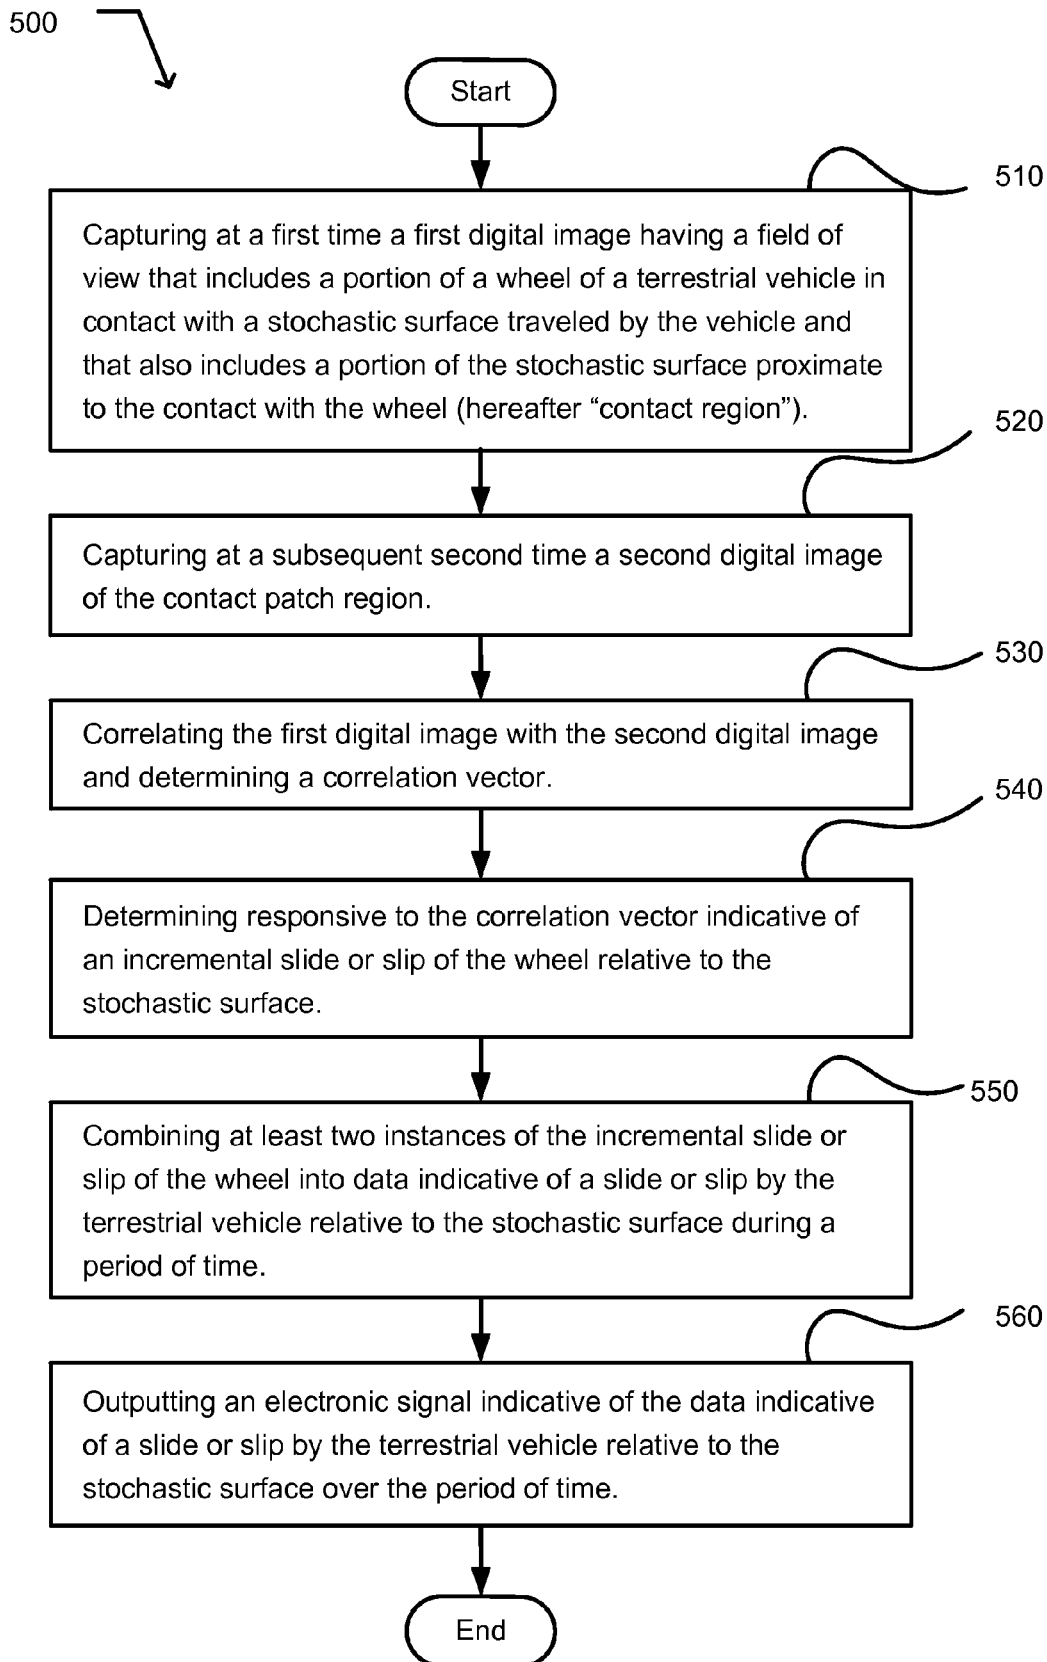 500
Start
510
Capturing at a first time a first digital image having a field of
view that includes a portion of a wheel of a terrestrial vehicle in
contact with a stochastic surface traveled by the vehicle and
that also includes a portion of the stochastic surface proximate
to the contact with the wheel (hereafter “contact region”).
520
Capturing at a subsequent second time a second digital image
of the contact patch region.
530
Correlating the first digital image with the second digital image
and determining a correlation vector.
540
Determining responsive to the correlation vector indicative of
an incremental slide or slip of the wheel relative to the
stochastic surface.
550
Combining at least two instances of the incremental slide or
slip of the wheel into data indicative of a slide or slip by the
terrestrial vehicle relative to the stochastic surface during a
period of time.
560
Outputting an electronic signal indicative of the data indicative
of a slide or slip by the terrestrial vehicle relative to the
stochastic surface over the period of time.
End